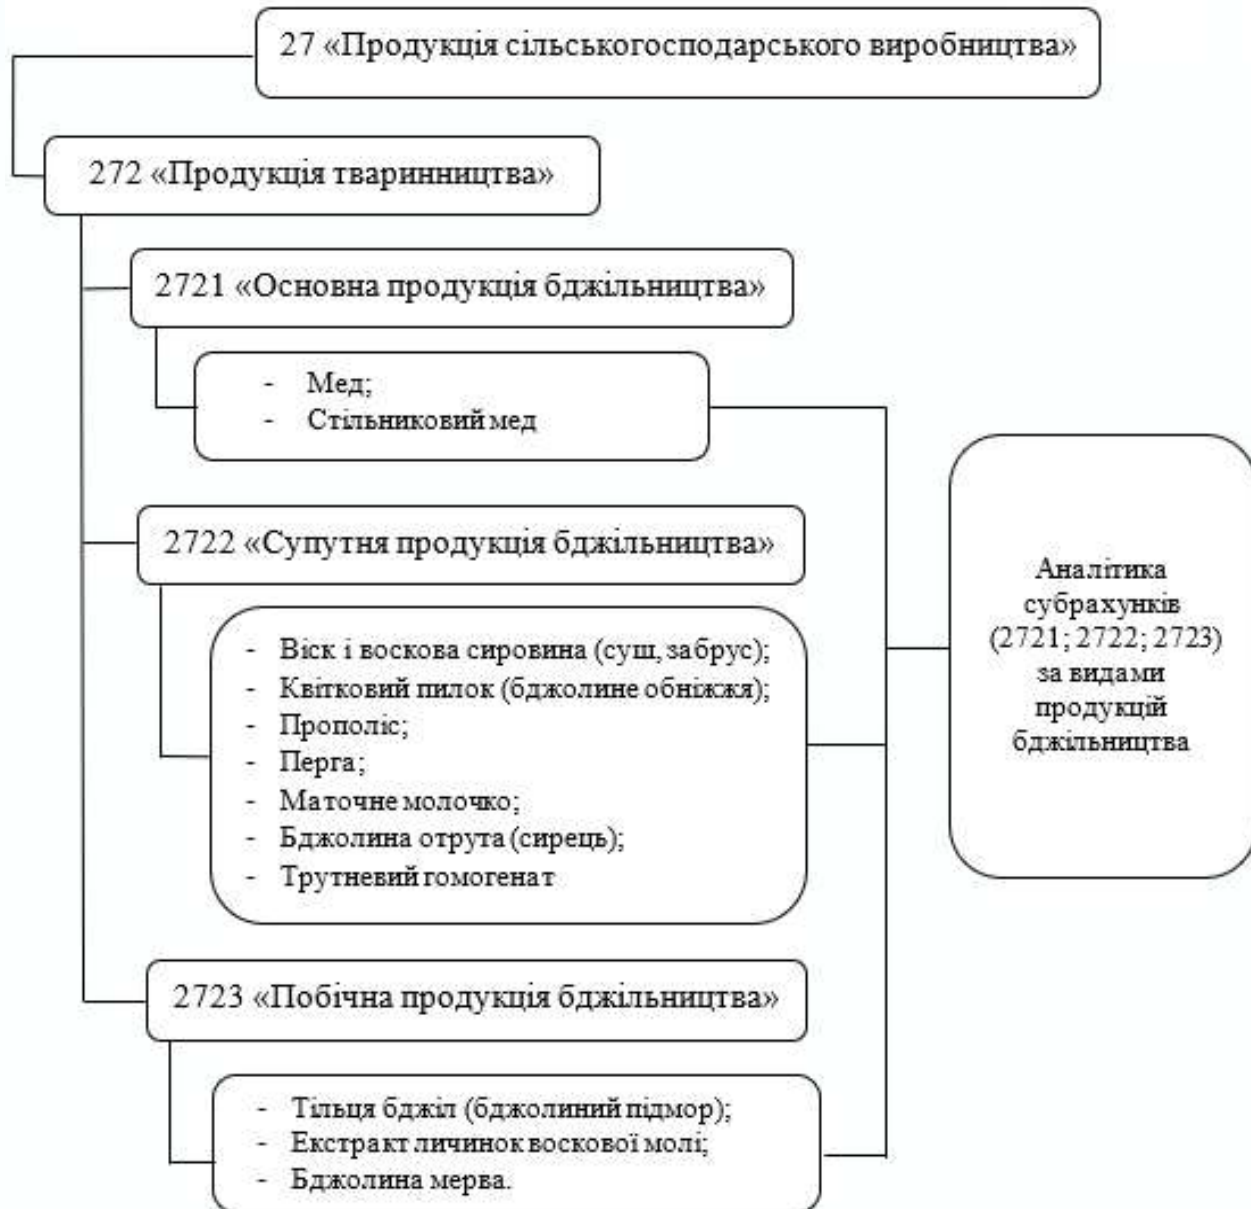 27 «Продукція сільськогосподарського виробництва»
272 «Продукція тваринництва»
2721 «Основна продукція бджільництва»
- Мед;
- Стільниковий мед
2722 «Супутня продукція бджільництва»
- Віск і воскова сировина (суш, забрус);
- Квітковий пилок (бджолине обніжжя);
- Прополіс;
- Перга;
- Маточне молочко;
- Бджолина отрута (сирець);
- Трутневий гомогенат
2723 «Побічна продукція бджільництва»
- Тільця бджіл (бджолиний підмор);
- Екстракт личинок воскової молі;
- Бджолина мерва.
Аналітика
субрахунків
(2721; 2722; 2723)
за видами
продукцій
бджільництва